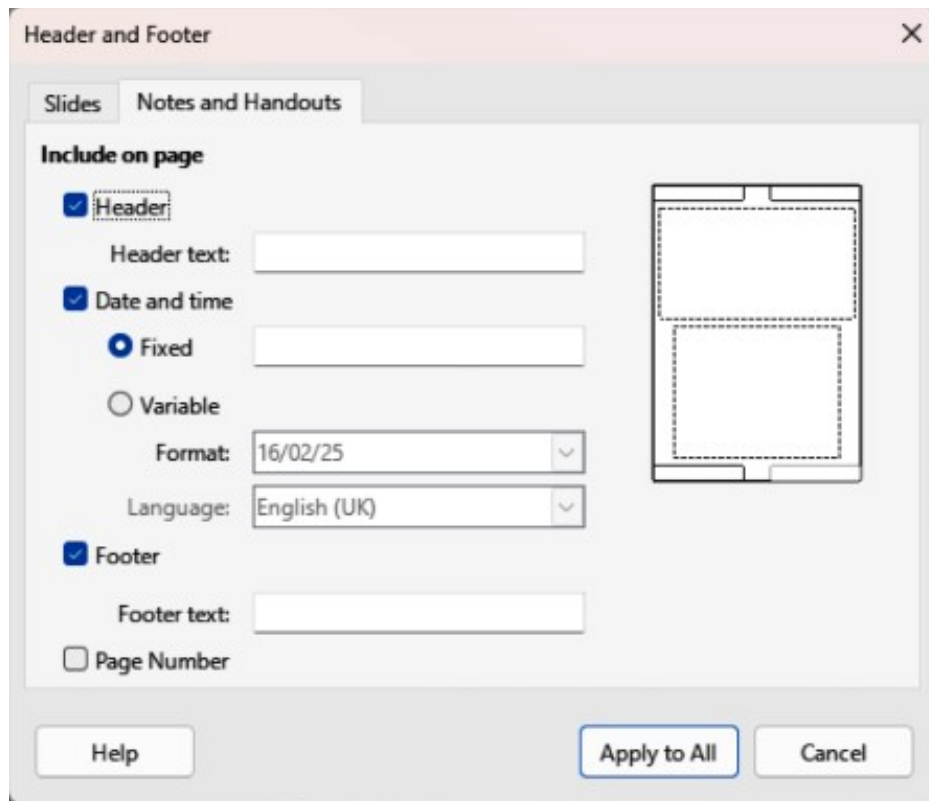 Header and Footer
Slides Notes and Handouts
Include on page
Header
Header text:
Date and time
Fixed
Variable
Format: 16/02/25
Language: English (UK)
Footer
Footer text:
Page Number
Help Apply to All Cancel